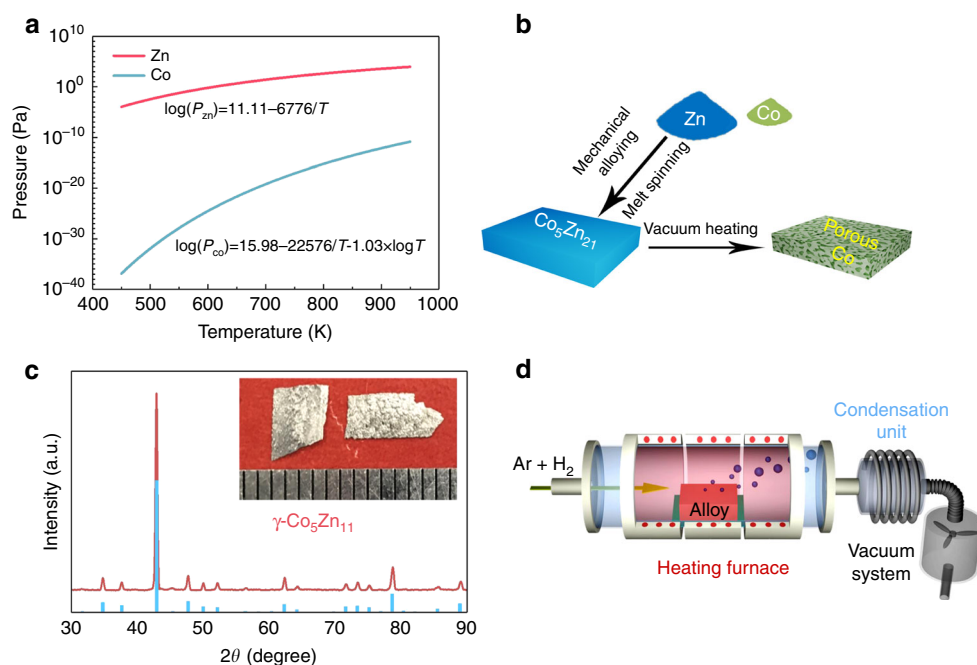 a
Zn
Co
log(P_zn)=11.11–6776/T
log(P_co)=15.98–22576/T-1.03×logT
10^10
10^0
10^–10
10^–20
10^–30
10^–40
Pressure (Pa)
400 500 600 700 800 900 1000
Temperature (K)
b
Zn
Co
Mechanical
alloying
Melt spinning
Co5Zn21
Vacuum heating
Porous
Co
c
Intensity (a.u.)
γ-Co5Zn11
30 40 50 60 70 80 90
2θ (degree)
d
Condensation
unit
Ar + H2
Alloy
Heating furnace
Vacuum
system